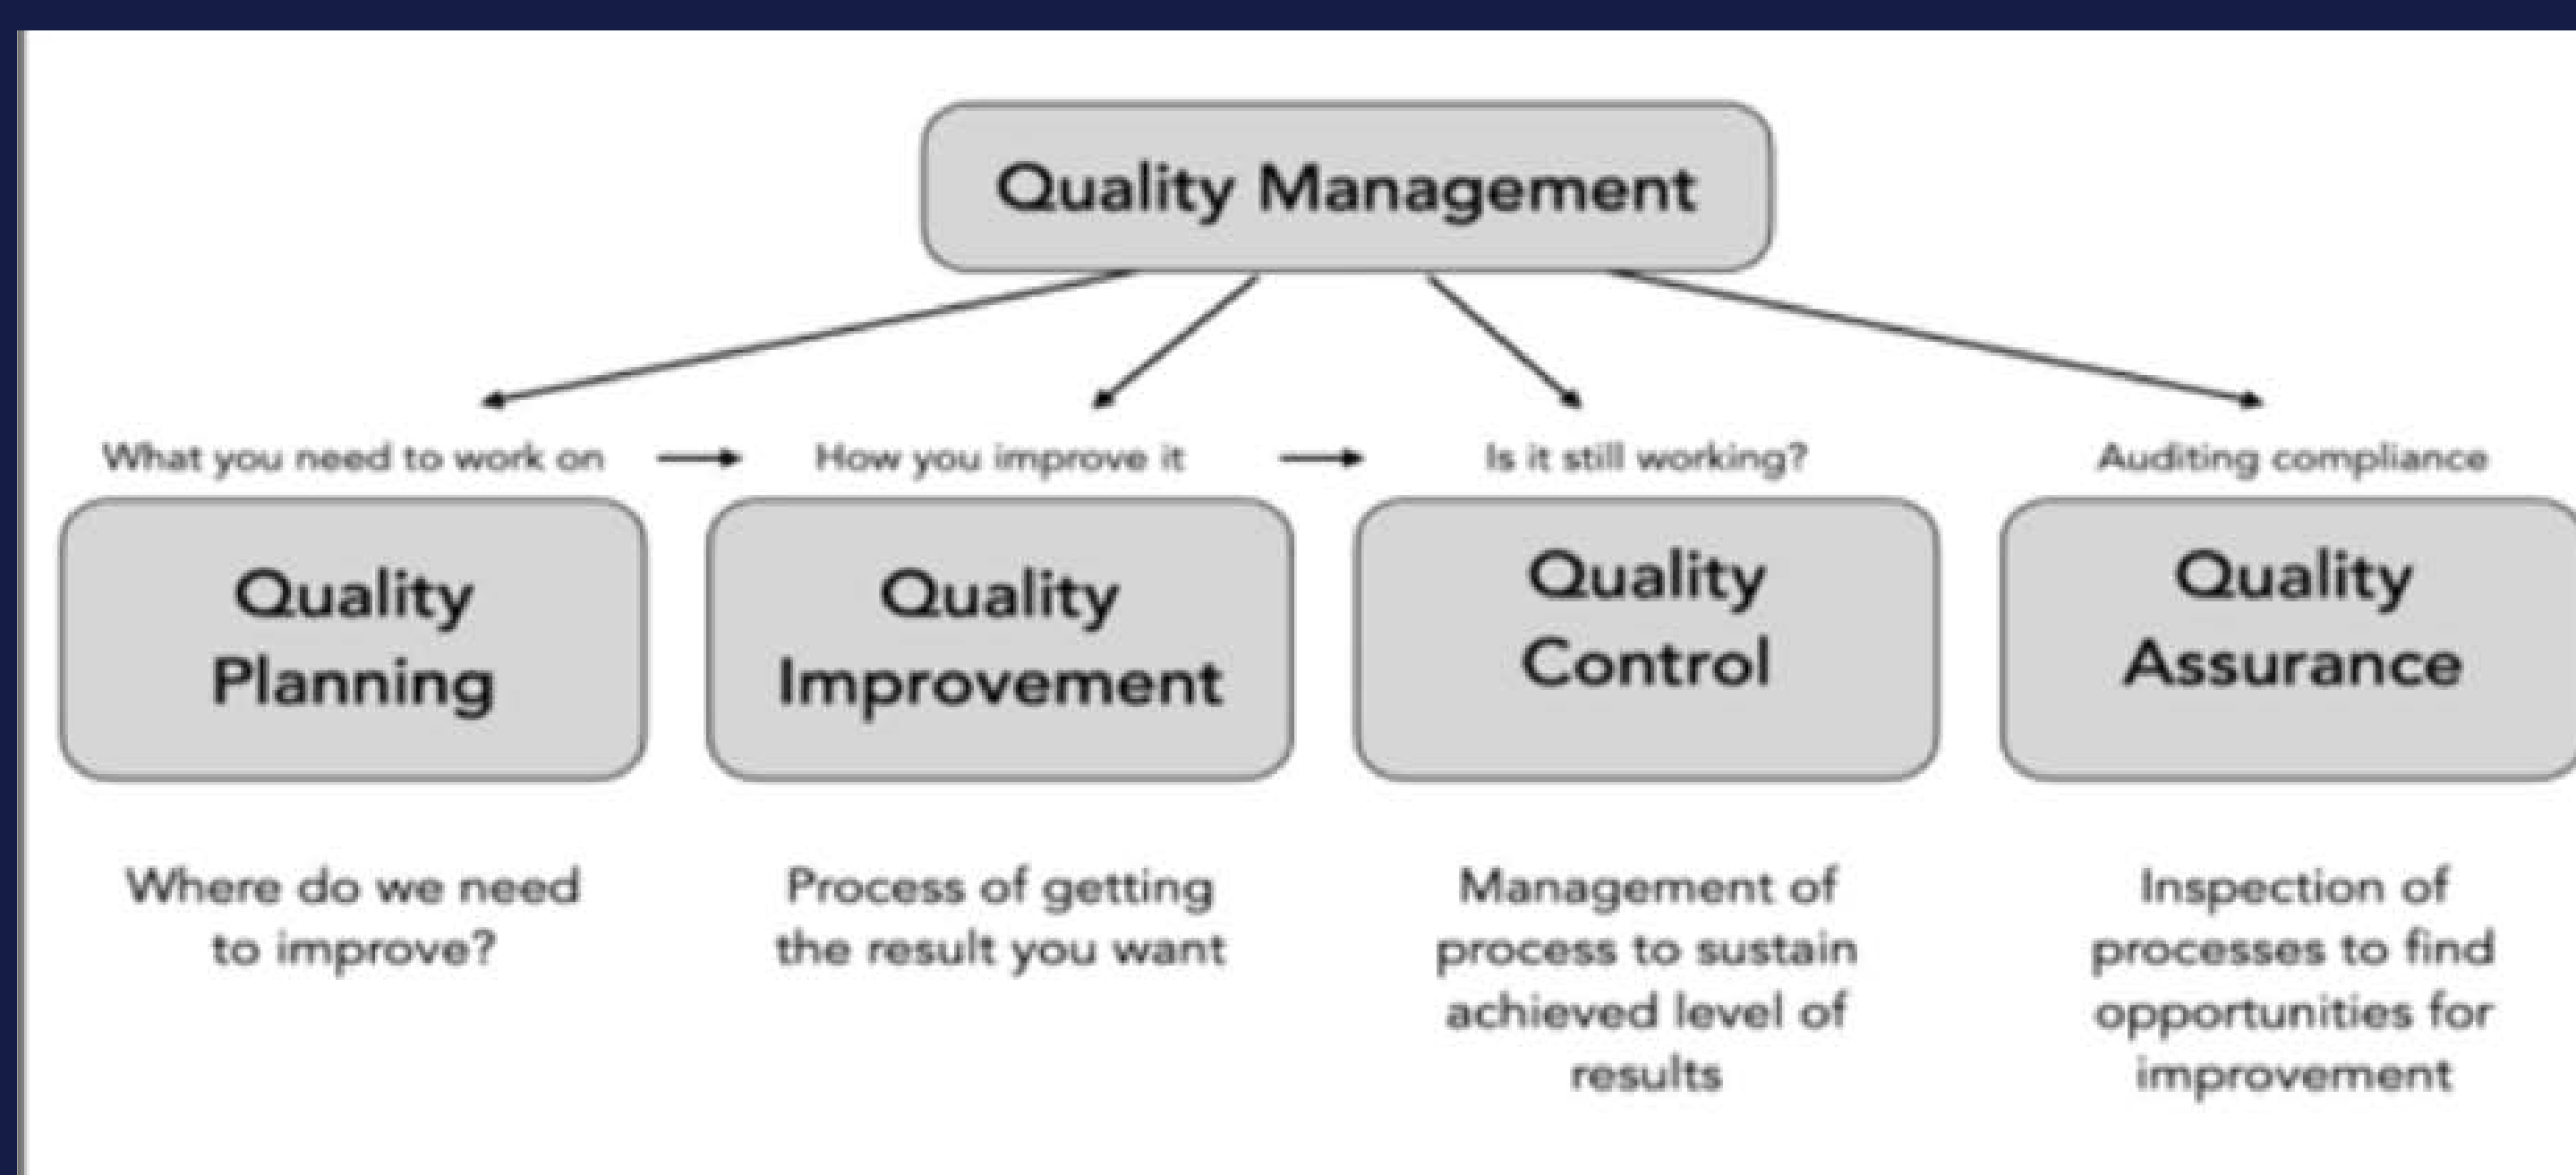 Quality Management
What you need to work on
How you improve it
Is it still working?
Auditing compliance
Quality
Planning
Quality
Improvement
Quality
Control
Quality
Assurance
Where do we need
to improve?
Process of getting
the result you want
Management of
process to sustain
achieved level of
results
Inspection of
processes to find
opportunities for
improvement